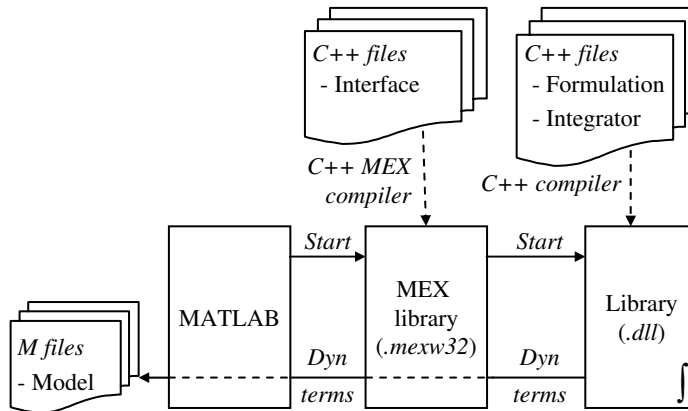 C++ files
- Interface
C++ files
- Formulation
- Integrator
C++ MEX
compiler
C++ compiler
Start
Start
MATLAB
MEX
library
(.mexw32)
Library
(.dll)
M files
- Model
Dyn
terms
Dyn
terms
∫